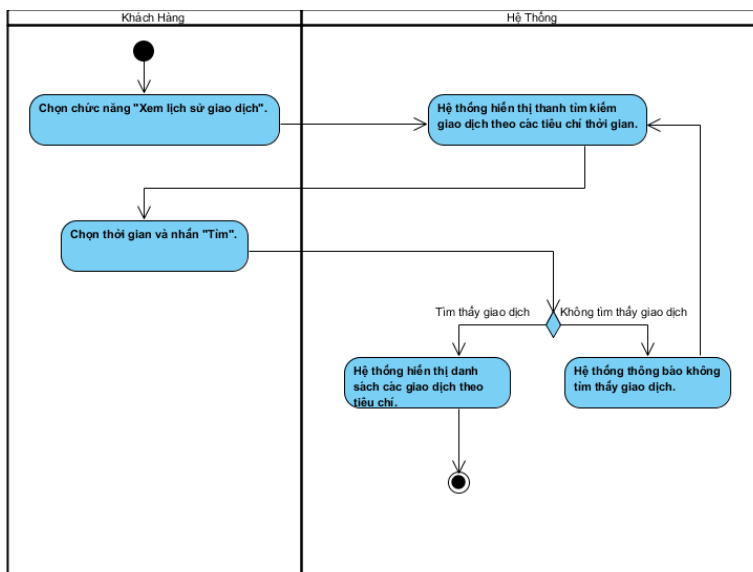 Khách Hàng
Hệ Thống
Chọn chức năng "Xem lịch sử giao dịch".
Hệ thống hiển thị thanh tìm kiếm
giao dịch theo các tiêu chí thời gian.
Chọn thời gian và nhấn "Tìm".
Tìm thấy giao dịch
Không tìm thấy giao dịch
Hệ thống hiển thị danh
sách các giao dịch theo
tiêu chí.
Hệ thống thông báo không
tìm thấy giao dịch.